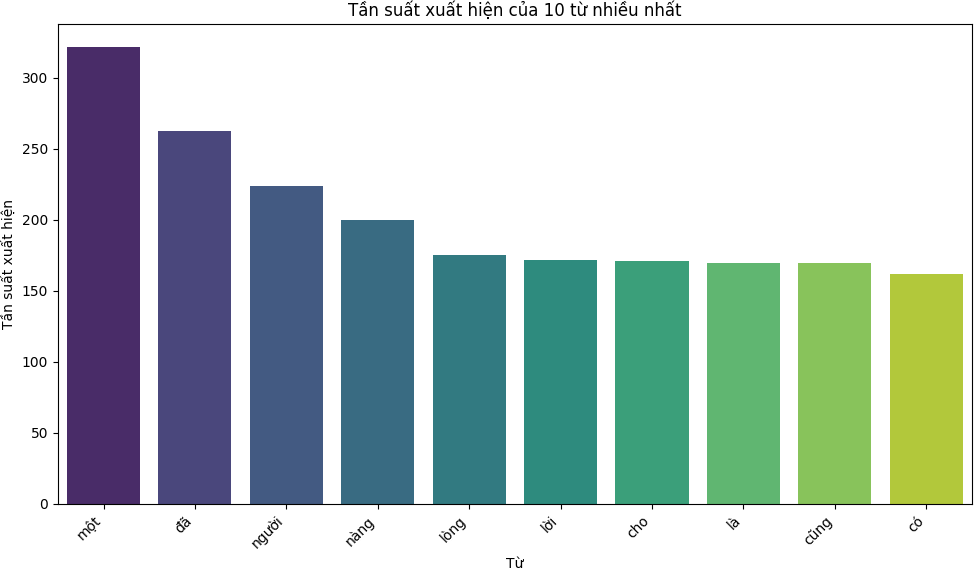 Tần suất xuất hiện của 10 từ nhiều nhất
Tần suất xuất hiện
300
250
200
150
100
50
0
một
đã
người
nàng
lòng
lời
cho
là
cũng
có
Từ